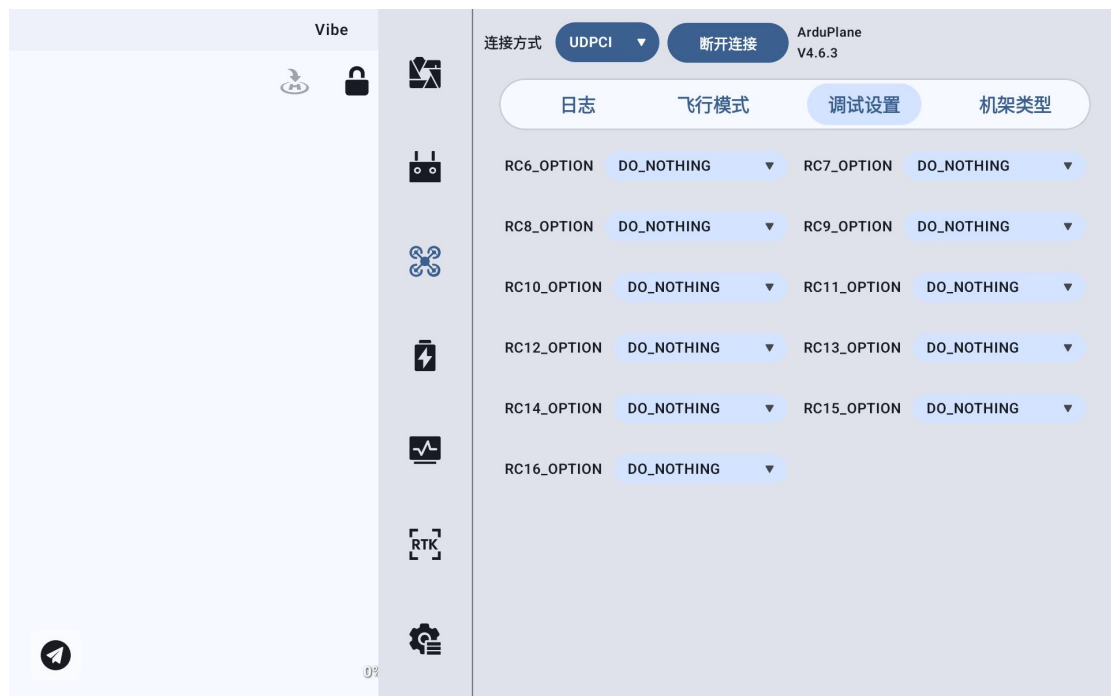 Vibe
连接方式 UDPCI 断开连接 ArduPlane
V4.6.3
日志 飞行模式 调试设置 机架类型
RC6_OPTION DO_NOTHING RC7_OPTION DO_NOTHING
RC8_OPTION DO_NOTHING RC9_OPTION DO_NOTHING
RC10_OPTION DO_NOTHING RC11_OPTION DO_NOTHING
RC12_OPTION DO_NOTHING RC13_OPTION DO_NOTHING
RC14_OPTION DO_NOTHING RC15_OPTION DO_NOTHING
RC16_OPTION DO_NOTHING
RTK
0%